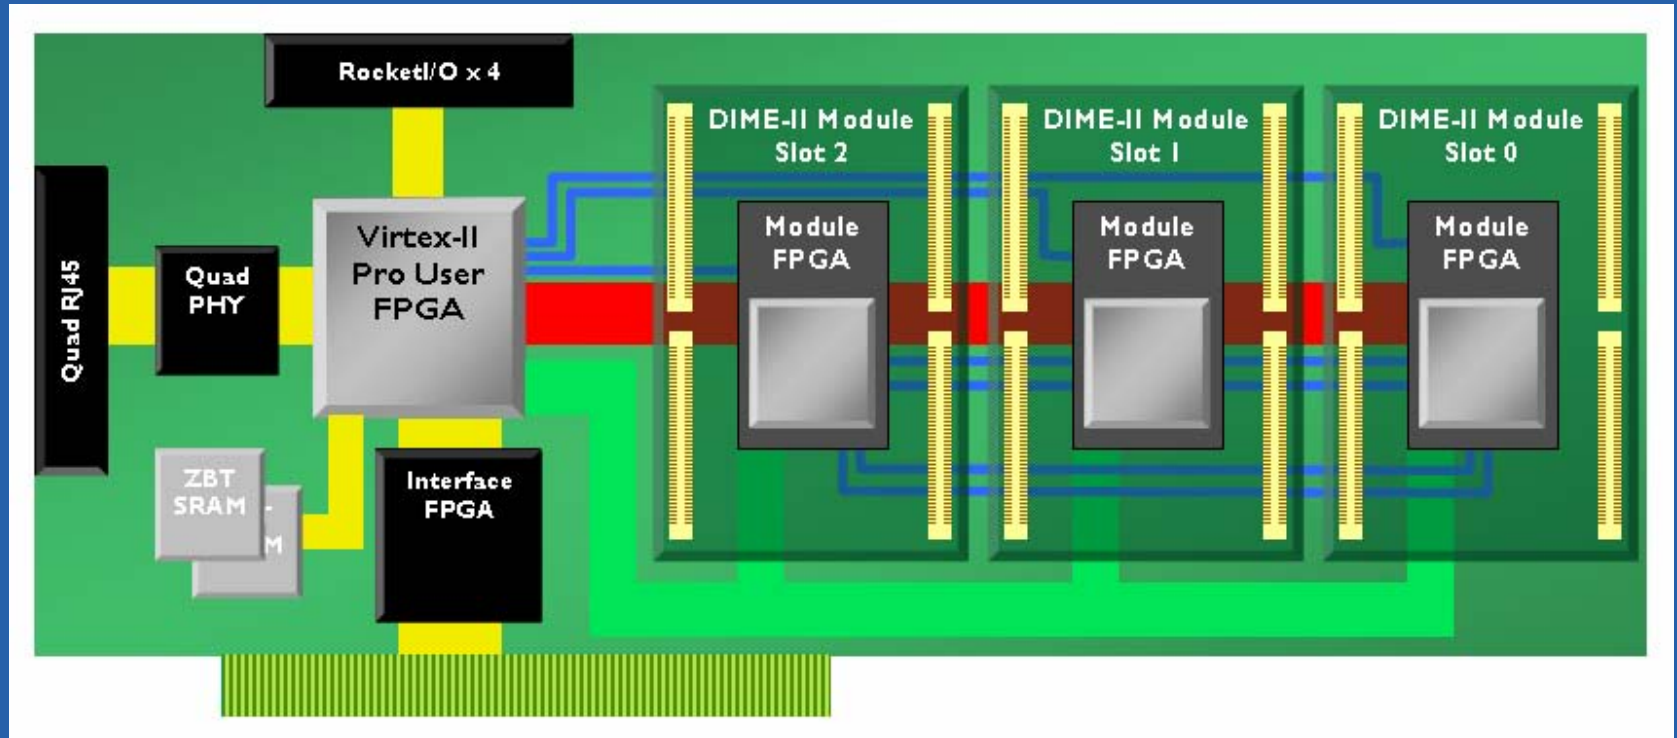 RocketI/O x 4
DIME-II Module
Slot 2
DIME-II Module
Slot 1
DIME-II Module
Slot 0
Quad RJ45
Quad
PHY
Virtex-II
Pro User
FPGA
Module
FPGA
Module
FPGA
Module
FPGA
ZBT
SRAM
Interface
FPGA